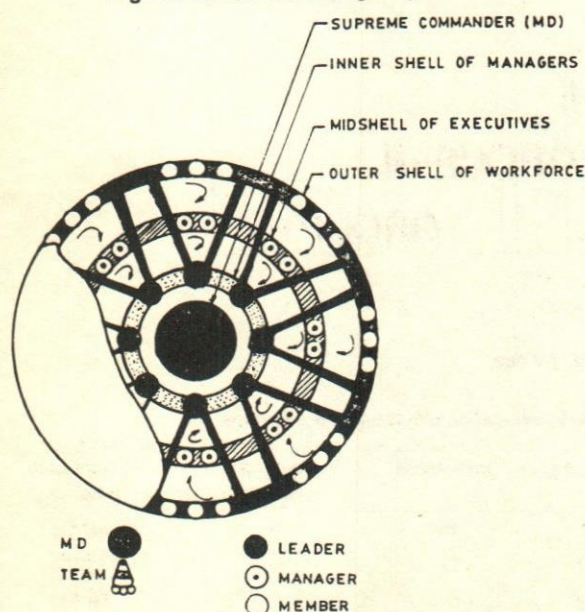 SUPREME COMMANDER (MD)
INNER SHELL OF MANAGERS
MIDSHELL OF EXECUTIVES
OUTER SHELL OF WORKFORCE
MD
TEAM
LEADER
MANAGER
MEMBER